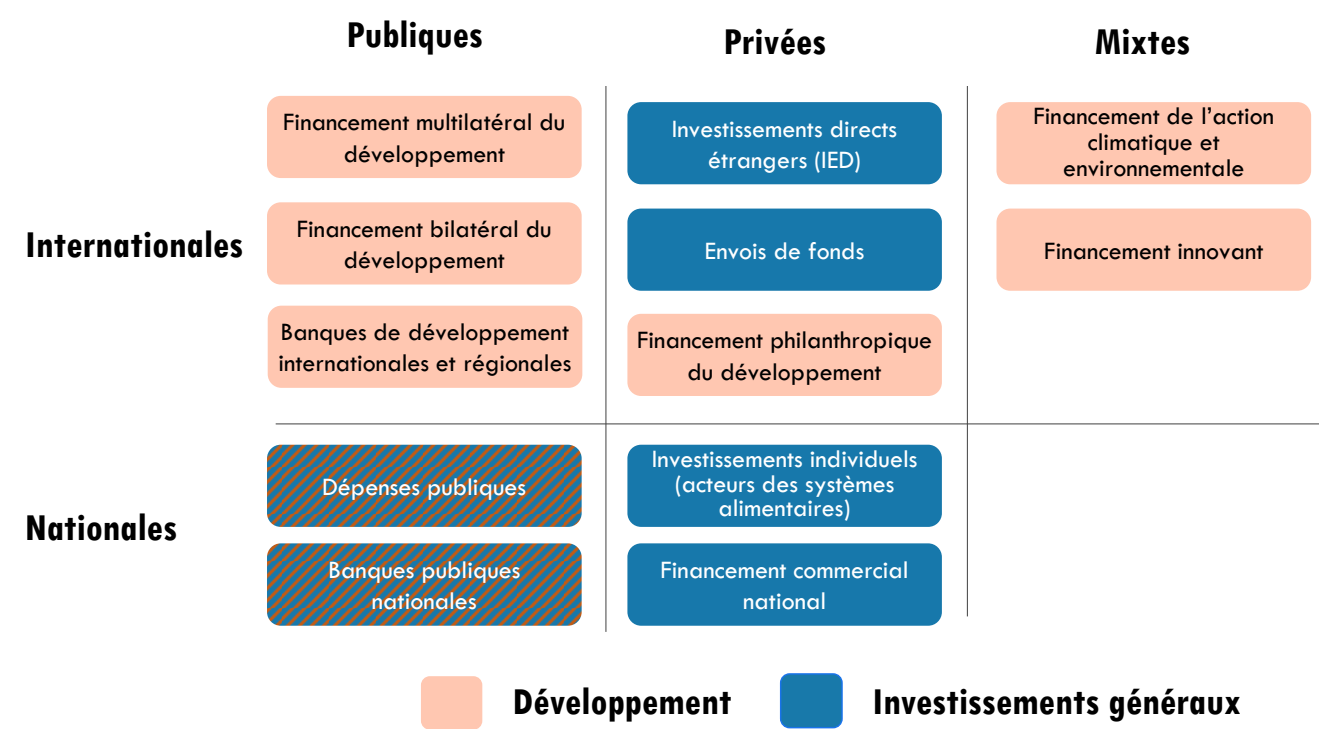 Publiques
Privées
Mixtes
Internationales
Financement multilatéral du
développement
Investissements directs
étrangers (IED)
Financement de l’action
climatique et
environnementale
Financement bilatéral du
développement
Envois de fonds
Financement innovant
Banques de développement
internationales et régionales
Financement philanthropique
du développement
Nationales
Dépenses publiques
Investissements individuels
(acteurs des systèmes
alimentaires)
Banques publiques
nationales
Financement commercial
national
Développement
Investissements généraux